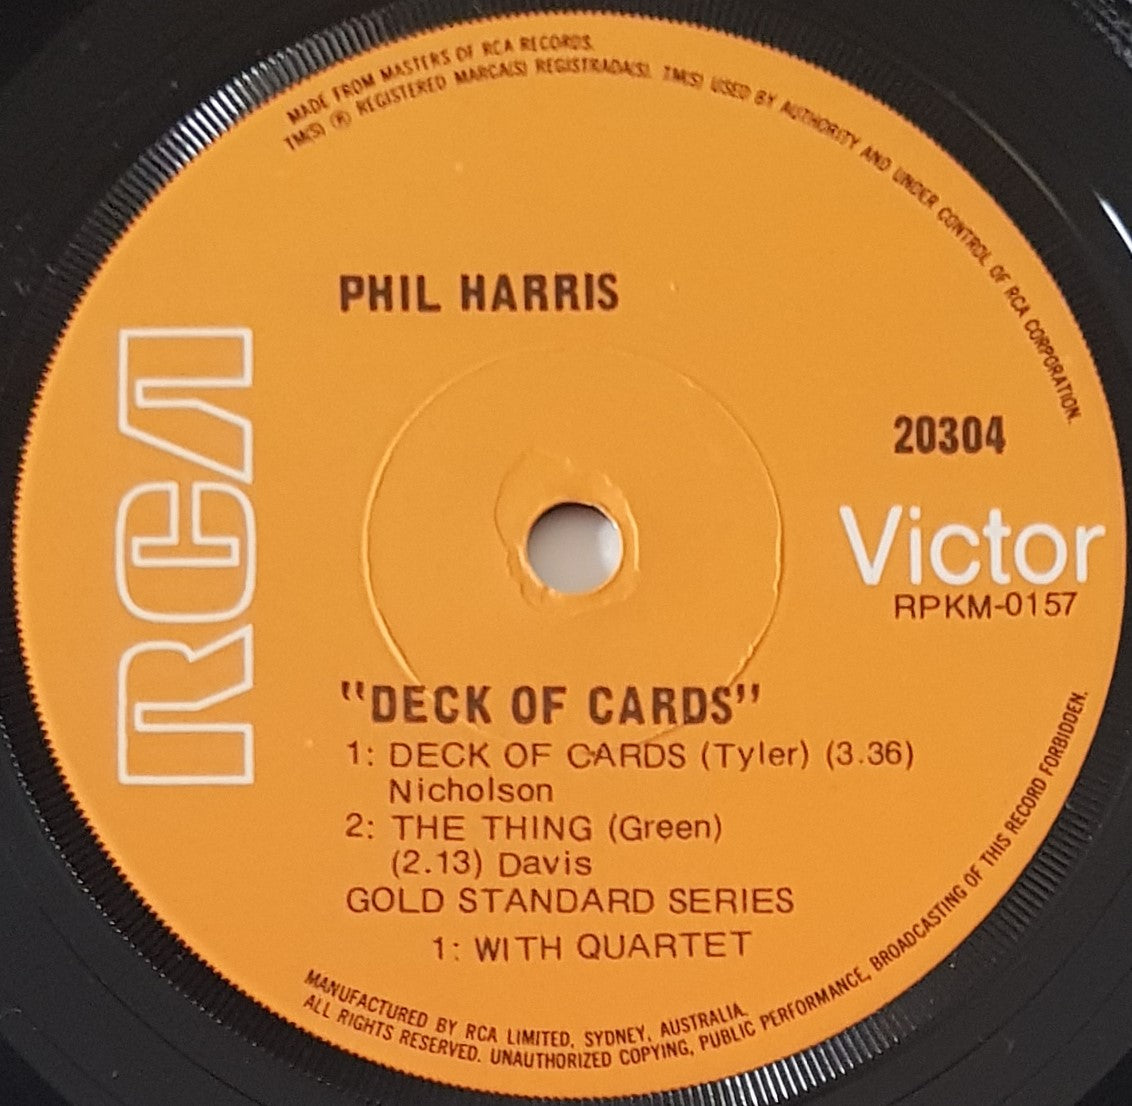 MADE FROM MASTERS OF RCA RECORDS.
TM(S) ® REGISTERED MARCA(S) REGISTRADA(S). TM(S) USED BY AUTHORITY AND UNDER CONTROL OF RCA CORPORATION.
PHIL HARRIS
RCA
20304
Victor
RPKM-0157
"DECK OF CARDS"
1: DECK OF CARDS (Tyler) (3.36)
Nicholson
2: THE THING (Green)
(2.13) Davis
GOLD STANDARD SERIES
1: WITH QUARTET
MANUFACTURED BY RCA LIMITED, SYDNEY, AUSTRALIA.
ALL RIGHTS RESERVED. UNAUTHORIZED COPYING, PUBLIC PERFORMANCE, BROADCASTING OF THIS RECORD FORBIDDEN.